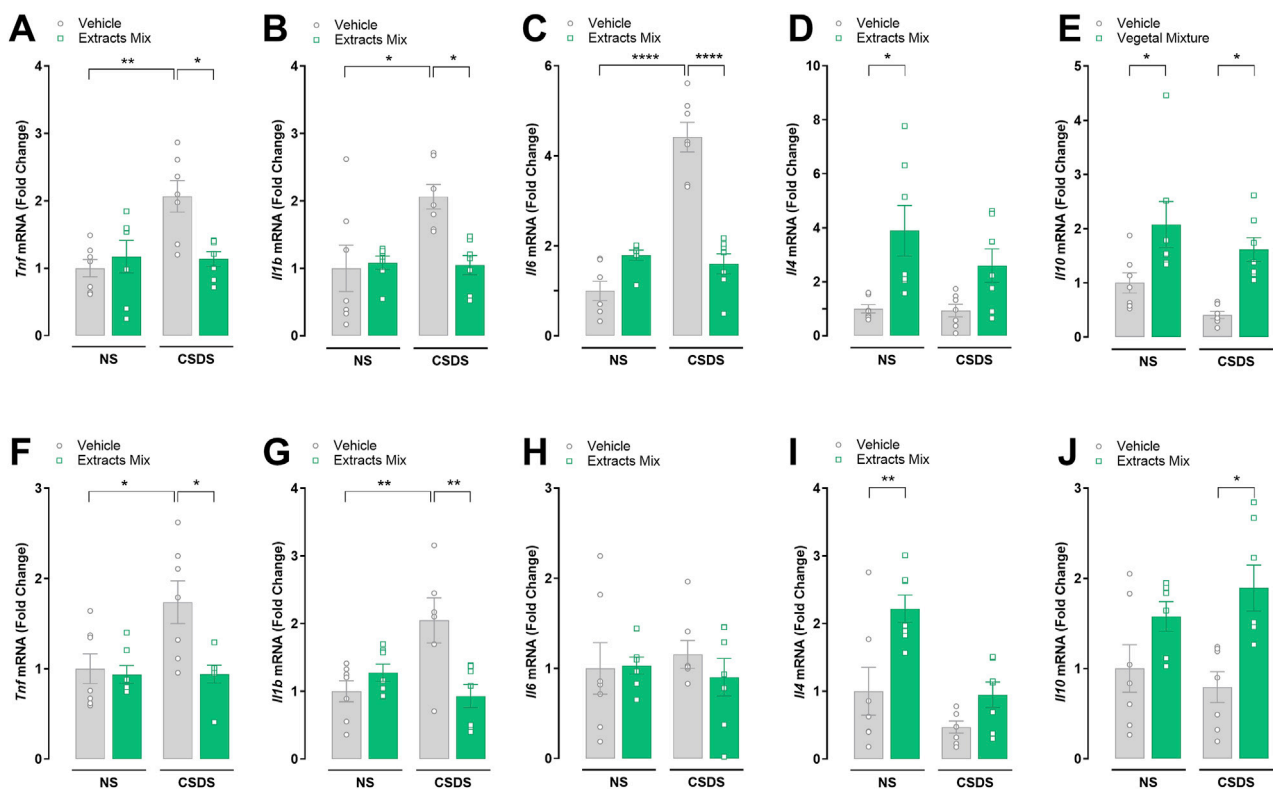 A
Vehicle
Extracts Mix
**
*
Tnf mRNA (Fold Change)
4
3
2
1
0
NS
CSDS
B
Vehicle
Extracts Mix
*
*
Il1b mRNA (Fold Change)
4
3
2
1
0
NS
CSDS
C
Vehicle
Extracts Mix
****
****
Il6 mRNA (Fold Change)
6
4
2
0
NS
CSDS
D
Vehicle
Extracts Mix
*
Il4 mRNA (Fold Change)
10
8
6
4
2
0
NS
CSDS
E
Vehicle
Vegetal Mixture
*
*
Il10 mRNA (Fold Change)
5
4
3
2
1
0
NS
CSDS
F
Vehicle
Extracts Mix
*
*
Tnf mRNA (Fold Change)
3
2
1
0
NS
CSDS
G
Vehicle
Extracts Mix
**
**
Il1b mRNA (Fold Change)
4
3
2
1
0
NS
CSDS
H
Vehicle
Extracts Mix
Il6 mRNA (Fold Change)
3
2
1
0
NS
CSDS
I
Vehicle
Extracts Mix
**
Il4 mRNA (Fold Change)
4
3
2
1
0
NS
CSDS
J
Vehicle
Extracts Mix
*
Il10 mRNA (Fold Change)
3
2
1
0
NS
CSDS